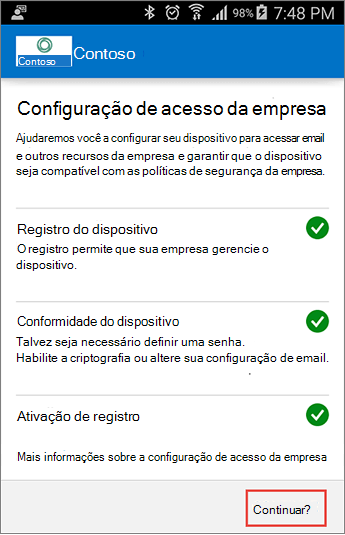 98% 7:48 PM
Contoso Contoso
Configuração de acesso da empresa
Ajudaremos você a configurar seu dispositivo para acessar email
e outros recursos da empresa e garantir que o dispositivo
seja compatível com as políticas de segurança da empresa.
Registro do dispositivo
O registro permite que sua empresa gerencie o
dispositivo.
Conformidade do dispositivo
Talvez seja necessário definir uma senha.
Habilite a criptografia ou altere sua configuração de email.
Ativação de registro
Mais informações sobre a configuração de acesso da empresa
Continuar?